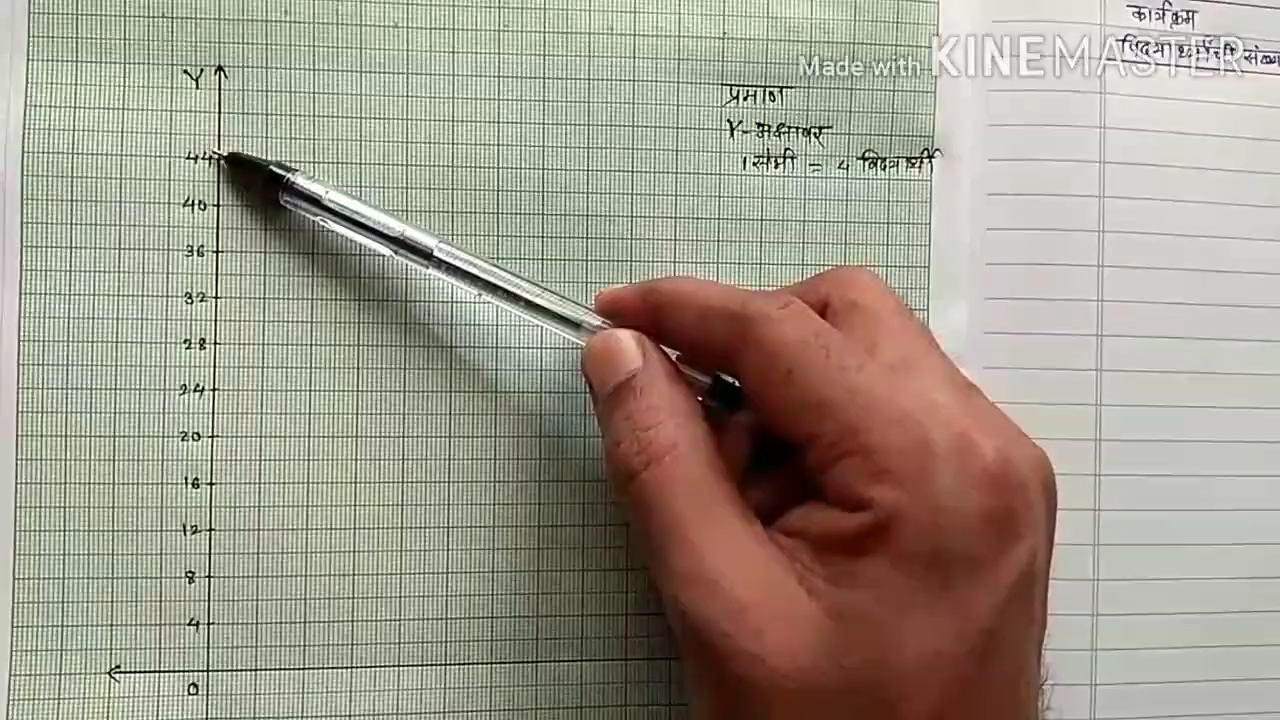 कार्यक्रम
विद्यार्थ्यांची संख्या
Made with KINEMASTER
प्रमाण
Y-अक्षावर
1 सेमी = 4 विद्यार्थी
Y
44
40
36
32
28
24
20
16
12
8
4
0